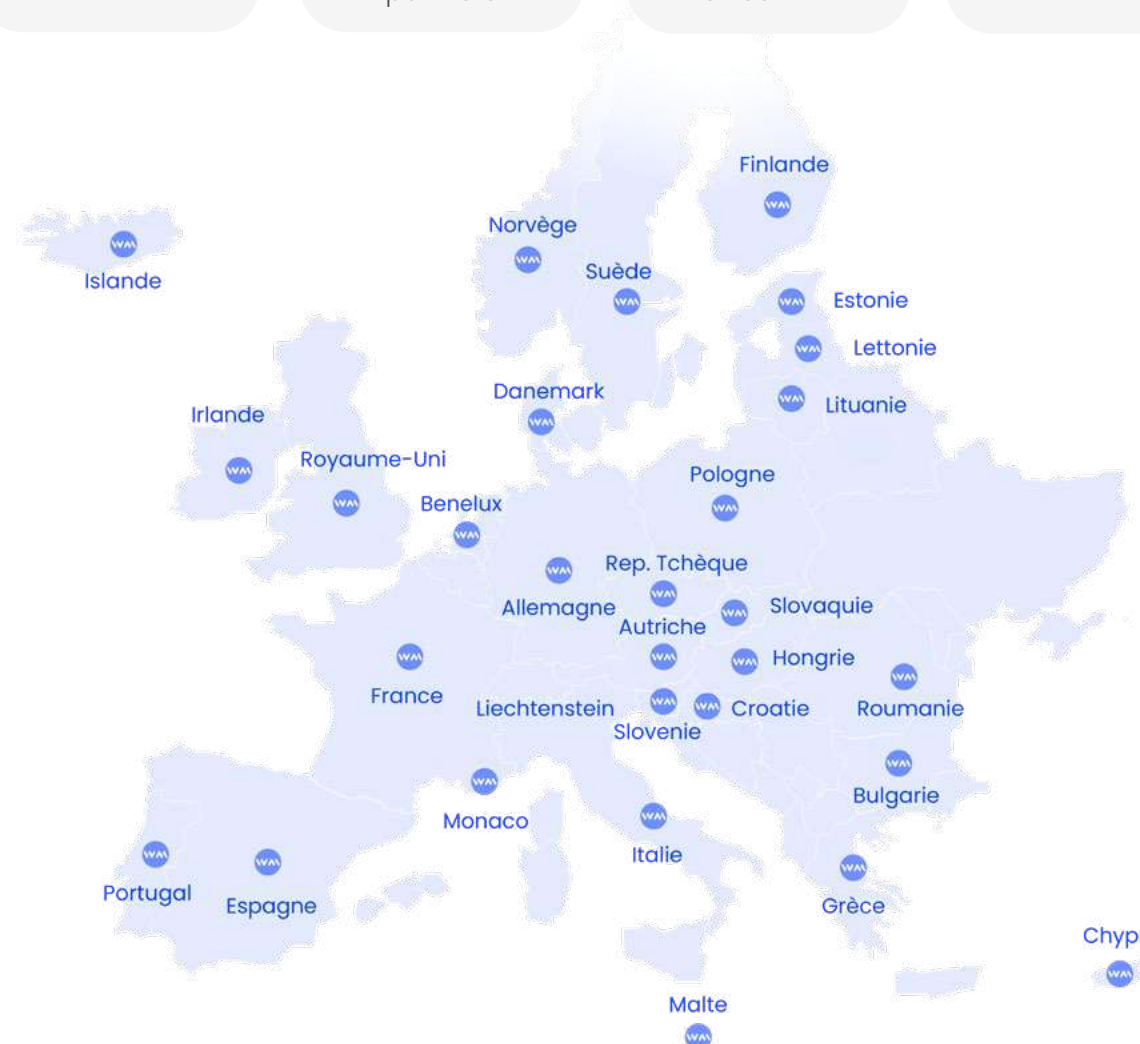 Finlande
Norvège
Suède
Islande
Estonie
Lettonie
Danemark
Lituanie
Irlande
Royaume-Uni
Pologne
Benelux
Rep. Tchèque
Allemagne
Slovaquie
Autriche
Hongrie
France
Liechtenstein
Croatie
Roumanie
Slovenie
Bulgarie
Monaco
Italie
Portugal
Espagne
Grèce
Chyp
Malte